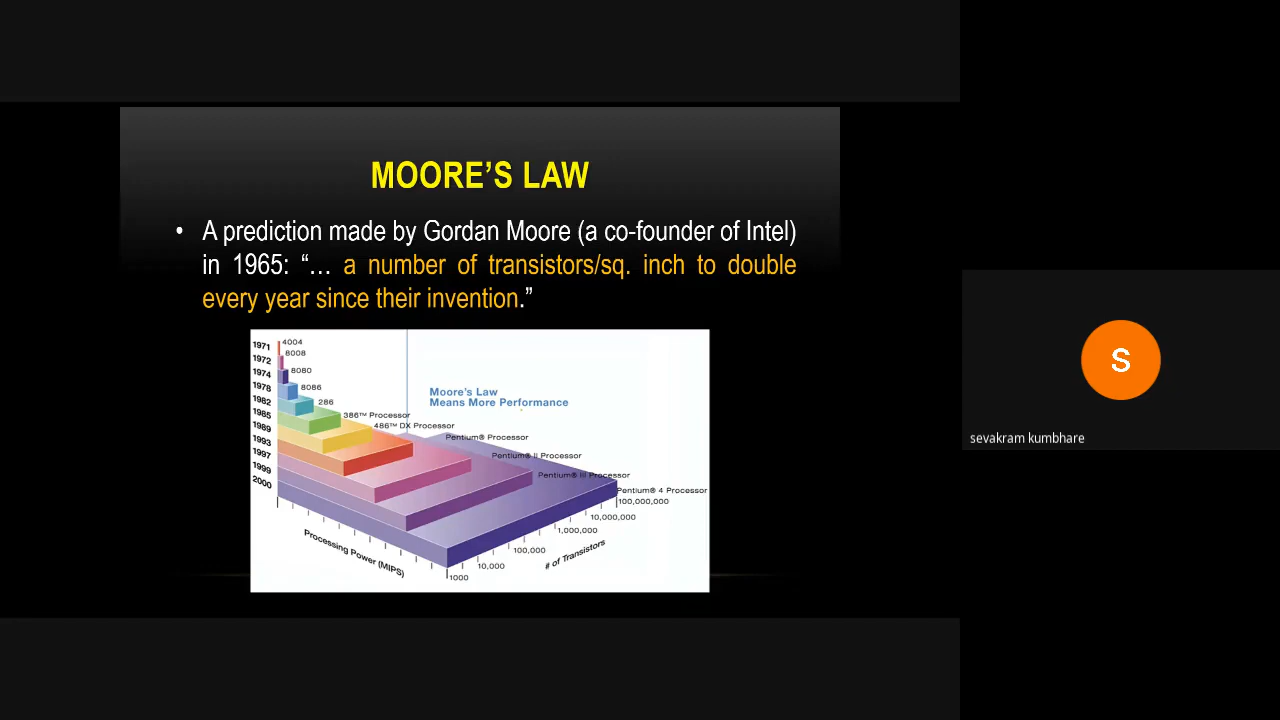 MOORE'S LAW
• A prediction made by Gordan Moore (a co-founder of Intel)
in 1965: “… a number of transistors/sq. inch to double
every year since their invention.”
1971
1972
1974
1978
1982
1985
1989
1993
1997
1999
2000
4004
8008
8080
8086
286
386™ Processor
486™ DX Processor
Pentium® Processor
Pentium® II Processor
Pentium® III Processor
Pentium® 4 Processor
Moore's Law
Means More Performance
100,000,000
10,000,000
1,000,000
100,000
10,000
1000
# of Transistors
Processing Power (MIPS)
S
sevakram kumbhare